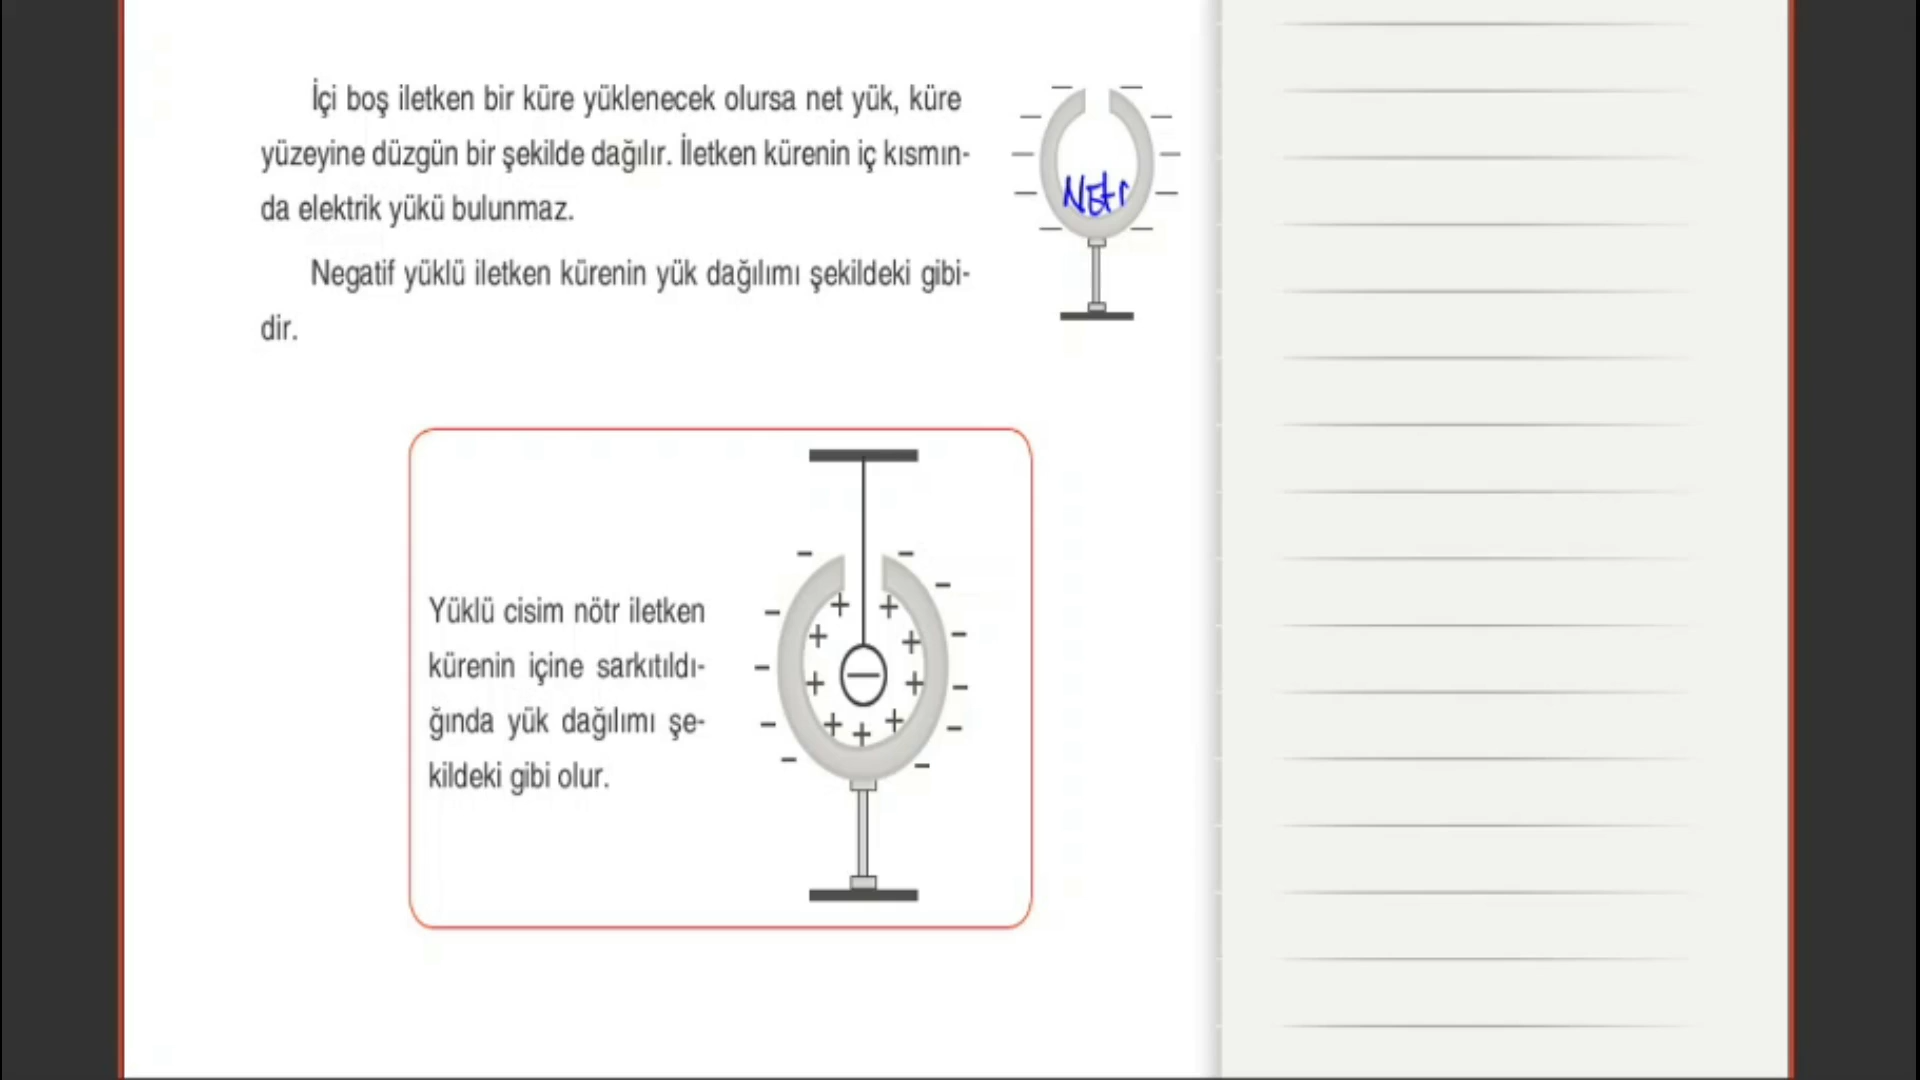 İçi boş iletken bir küre yüklenecek olursa net yük, küre
yüzeyine düzgün bir şekilde dağılır. İletken kürenin iç kısmın-
da elektrik yükü bulunmaz.
Nötr
Negatif yüklü iletken kürenin yük dağılımı şekildeki gibi-
dir.
Yüklü cisim nötr iletken
kürenin içine sarkıtıldı-
ğında yük dağılımı şe-
kildeki gibi olur.